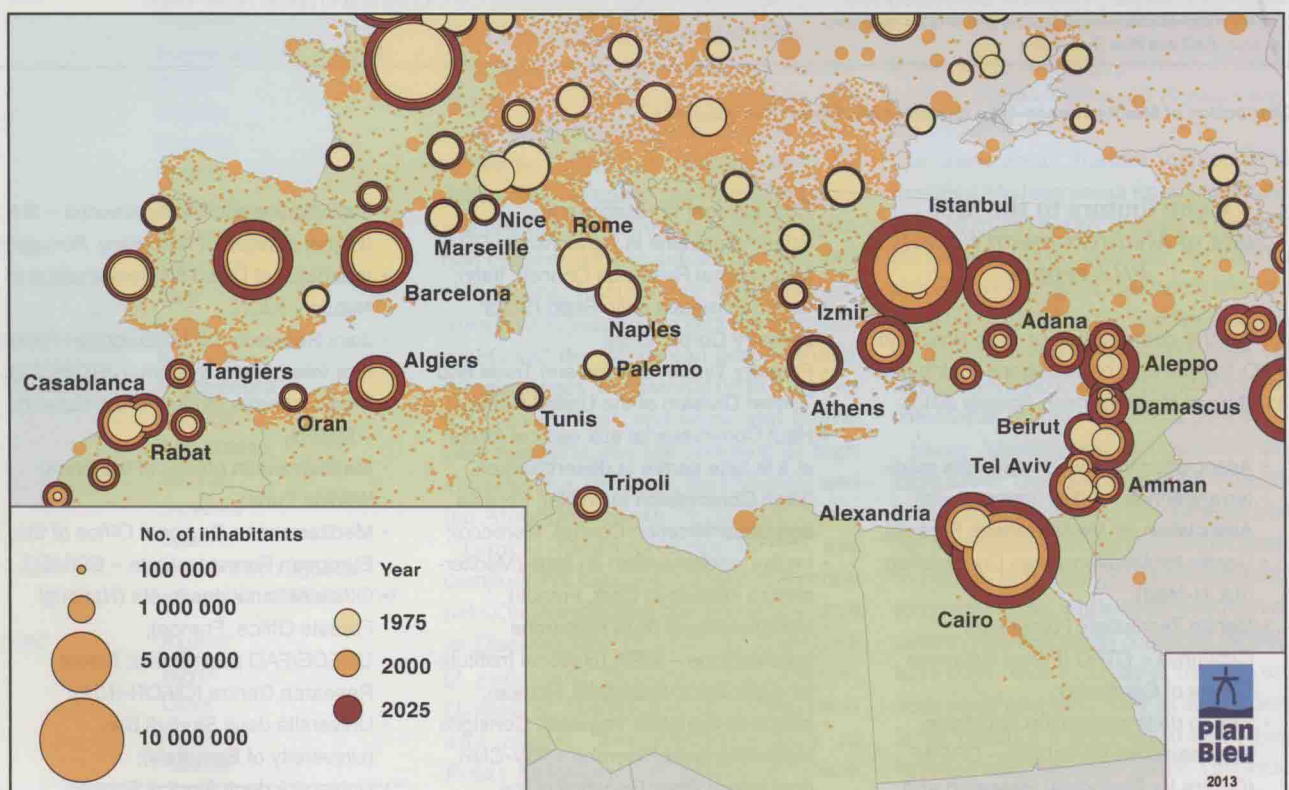 Istanbul
Nice
Rome
Marseille
Barcelona
Naples
Izmir
Adana
Algiers
Palermo
Aleppo
Casablanca
Tangiers
Athens
Damascus
Oran
Tunis
Beirut
Rabat
Tel Aviv
Tripoli
Amman
Alexandria
Cairo
No. of inhabitants
100 000
1 000 000
5 000 000
10 000 000
Year
1975
2000
2025
Plan
Bleu
2013